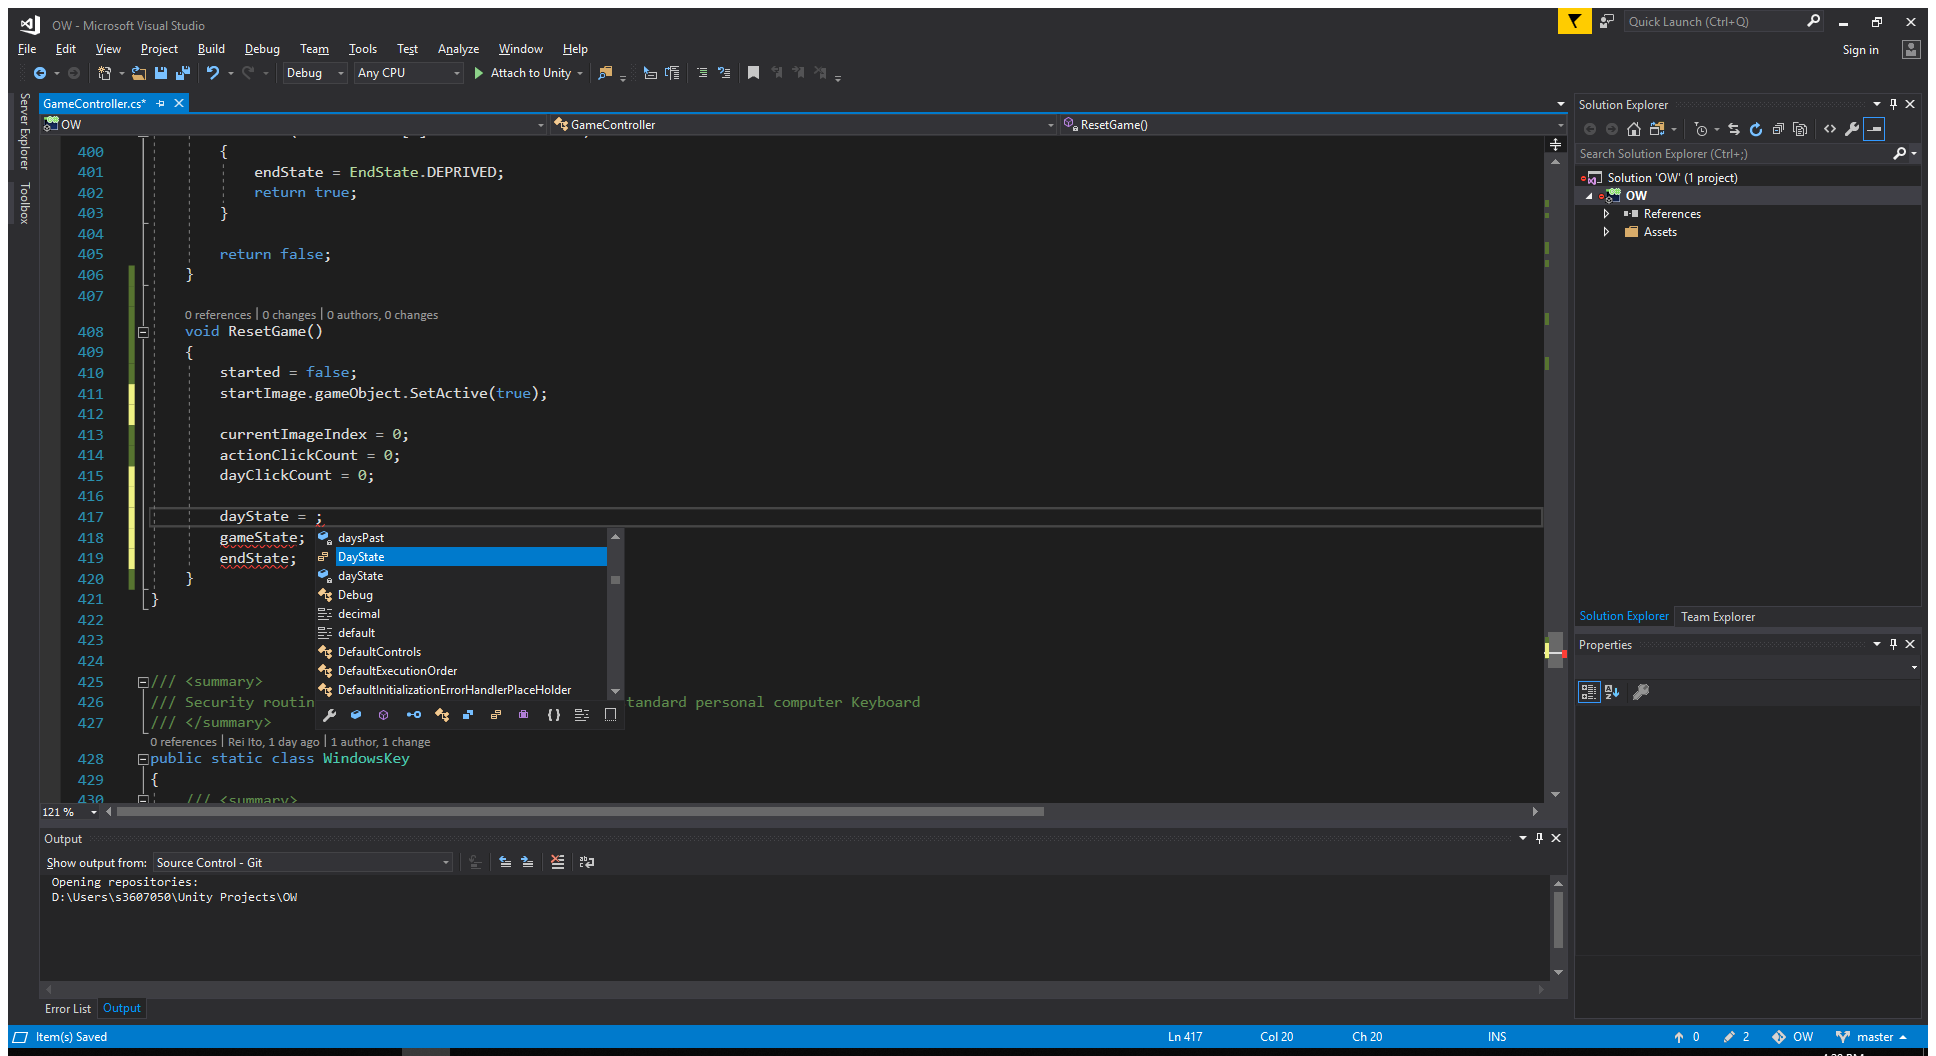 OW - Microsoft Visual Studio
Quick Launch (Ctrl+Q)
File Edit View Project Build Debug Team Tools Test Analyze Window Help
Sign in
Debug Any CPU Attach to Unity
Server Explorer
Toolbox
GameController.cs*
OW GameController ResetGame()
400 {
401 endState = EndState.DEPRIVED;
402 return true;
403 }
404
405 return false;
406 }
407
0 references | 0 changes | 0 authors, 0 changes
408 void ResetGame()
409 {
410 started = false;
411 startImage.gameObject.SetActive(true);
412
413 currentImageIndex = 0;
414 actionClickCount = 0;
415 dayClickCount = 0;
416
417 dayState = ;
418 gameState;
419 endState;
420 }
421 }
422
423
424
425 /// <summary>
426 /// Security routin
tandard personal computer Keyboard
427 /// </summary>
0 references | Rei Ito, 1 day ago | 1 author, 1 change
428 public static class WindowsKey
429 {
430 /// <summary>
daysPast
DayState
dayState
Debug
decimal
default
DefaultControls
DefaultExecutionOrder
DefaultInitializationErrorHandlerPlaceHolder
121 %
Output
Show output from: Source Control - Git
Opening repositories:
D:\Users\s3607050\Unity Projects\OW
Error List Output
Solution Explorer
Search Solution Explorer (Ctrl+;)
Solution 'OW' (1 project)
OW
References
Assets
Solution Explorer Team Explorer
Properties
Item(s) Saved Ln 417 Col 20 Ch 20 INS 0 2 OW master